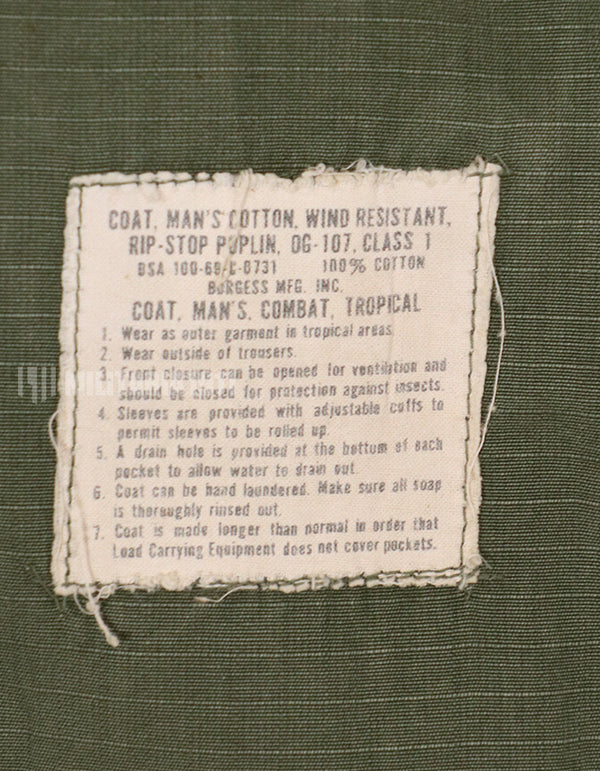 COAT, MAN'S COTTON, WIND RESISTANT,
RIP-STOP POPLIN, OG-107, CLASS 1
DSA 100-69-C-0731 100% COTTON
BURGESS MFG. INC.
COAT, MAN'S, COMBAT, TROPICAL
1. Wear as outer garment in tropical areas
2. Wear outside of trousers.
3. Front closure can be opened for ventilation and
should be closed for protection against insects.
4. Sleeves are provided with adjustable cuffs to
permit sleeves to be rolled up.
5. A drain hole is provided at the bottom of each
pocket to allow water to drain out.
6. Coat can be hand laundered. Make sure all soap
is thoroughly rinsed out.
7. Coat is made longer than normal in order that
Load Carrying Equipment does not cover pockets.